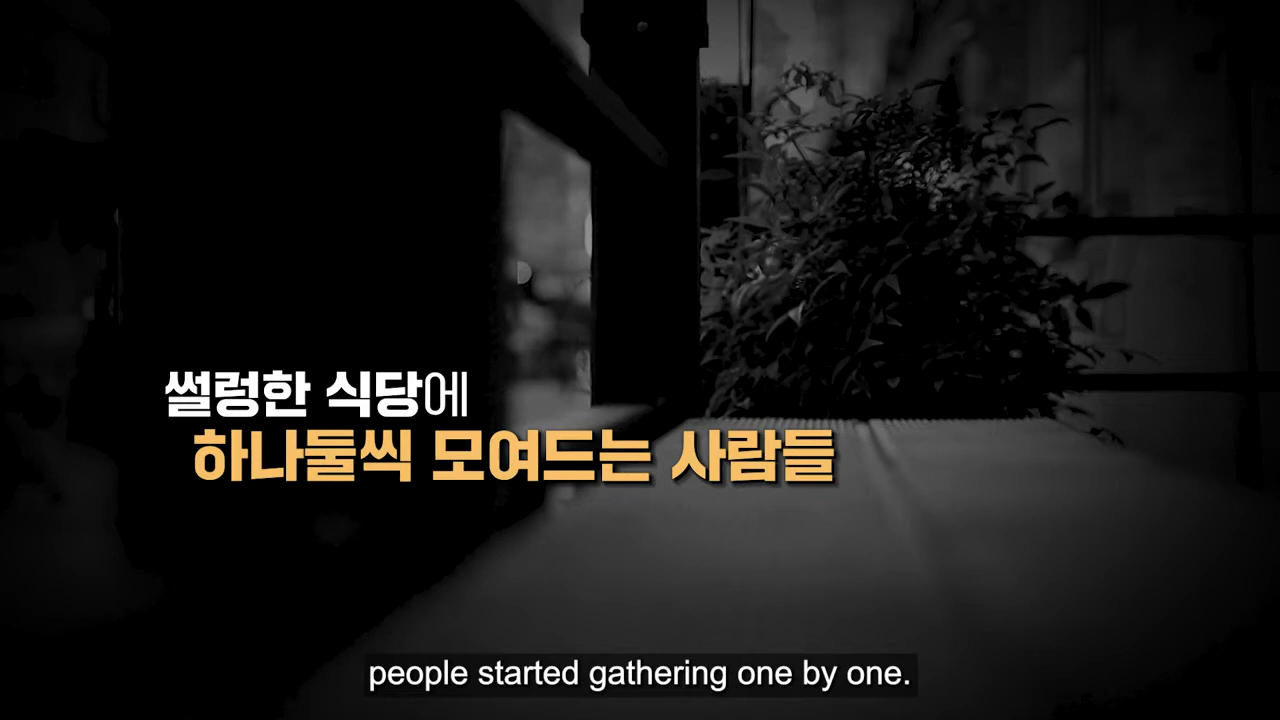 썰렁한 식당에
하나둘씩 모여드는 사람들
people started gathering one by one.